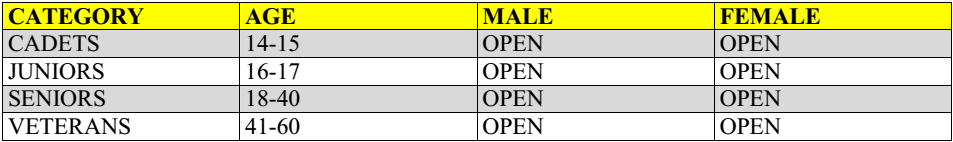 CATEGORY AGE MALE FEMALE
CADETS 14-15 OPEN OPEN
JUNIORS 16-17 OPEN OPEN
SENIORS 18-40 OPEN OPEN
VETERANS 41-60 OPEN OPEN